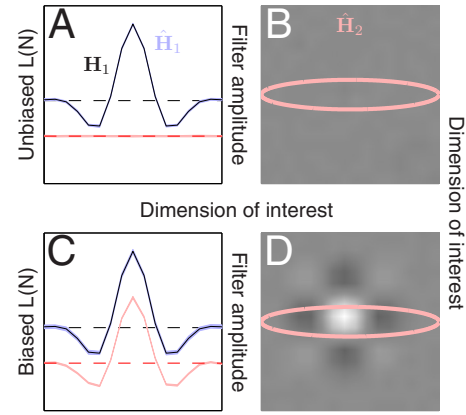 A
B
H₁
Ĥ₁
Ĥ₂
Unbiased L(N)
Filter amplitude
Dimension of interest
Dimension of interest
C
D
Biased L(N)
Filter amplitude